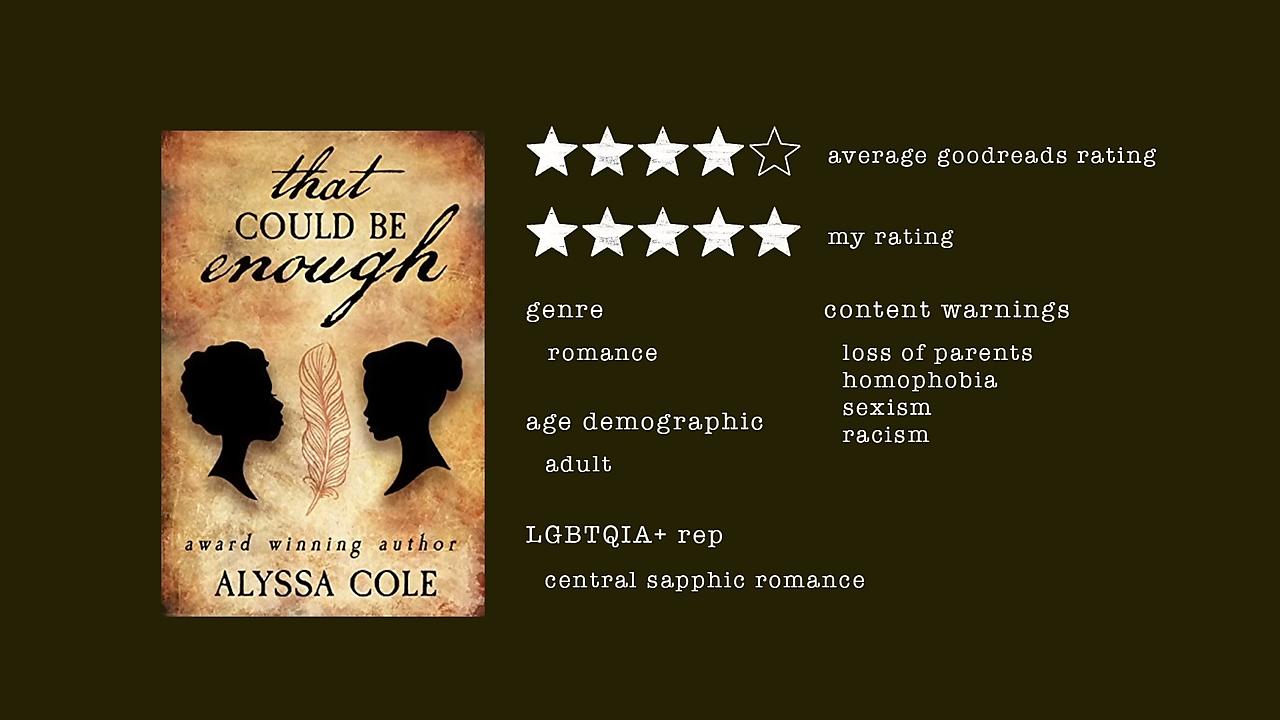 that
COULD BE
enough
award winning author
ALYSSA COLE
average goodreads rating
my rating
genre
romance
age demographic
adult
LGBTQIA+ rep
central sapphic romance
content warnings
loss of parents
homophobia
sexism
racism